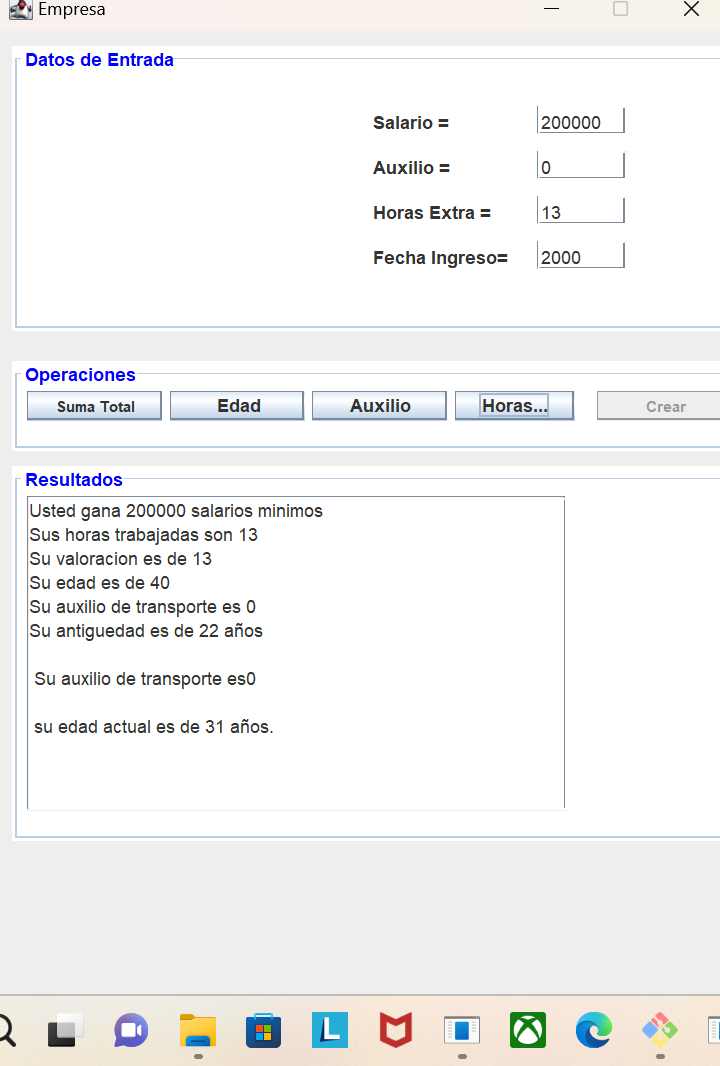 Empresa
Datos de Entrada
Salario = 200000
Auxilio = 0
Horas Extra = 13
Fecha Ingreso= 2000
Operaciones
Suma Total Edad Auxilio Horas... Crear
Resultados
Usted gana 200000 salarios minimos
Sus horas trabajadas son 13
Su valoracion es de 13
Su edad es de 40
Su auxilio de transporte es 0
Su antiguedad es de 22 años
Su auxilio de transporte es0
su edad actual es de 31 años.
L